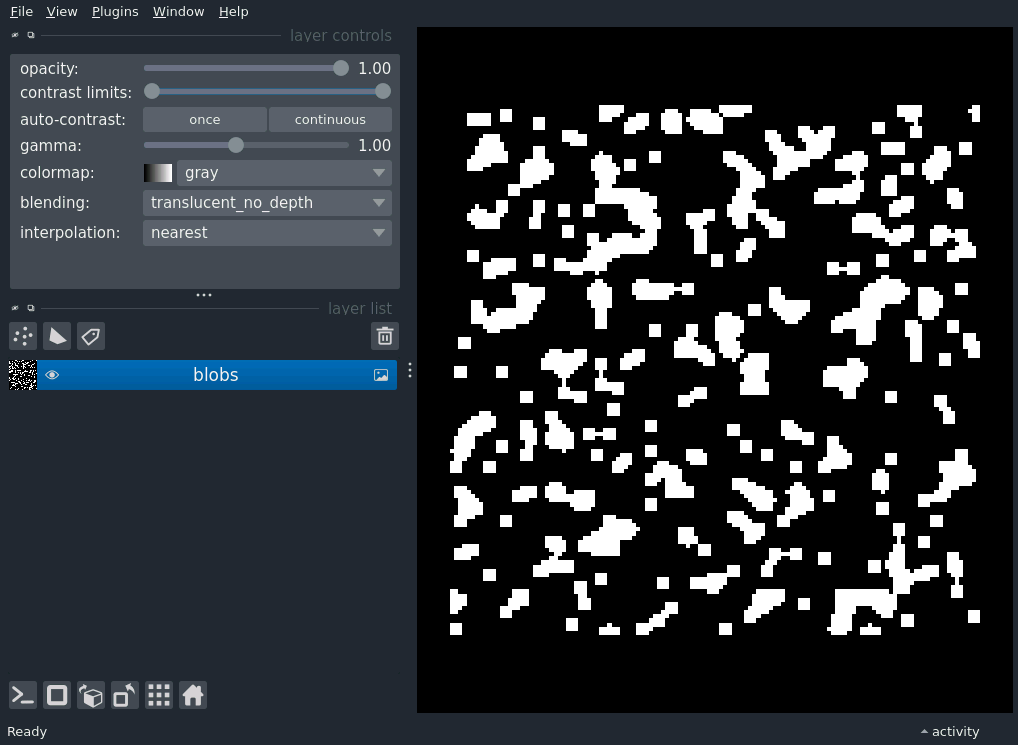 File View Plugins Window Help
layer controls
opacity: 1.00
contrast limits:
auto-contrast: once continuous
gamma: 1.00
colormap: gray
blending: translucent_no_depth
interpolation: nearest
layer list
blobs
Ready activity